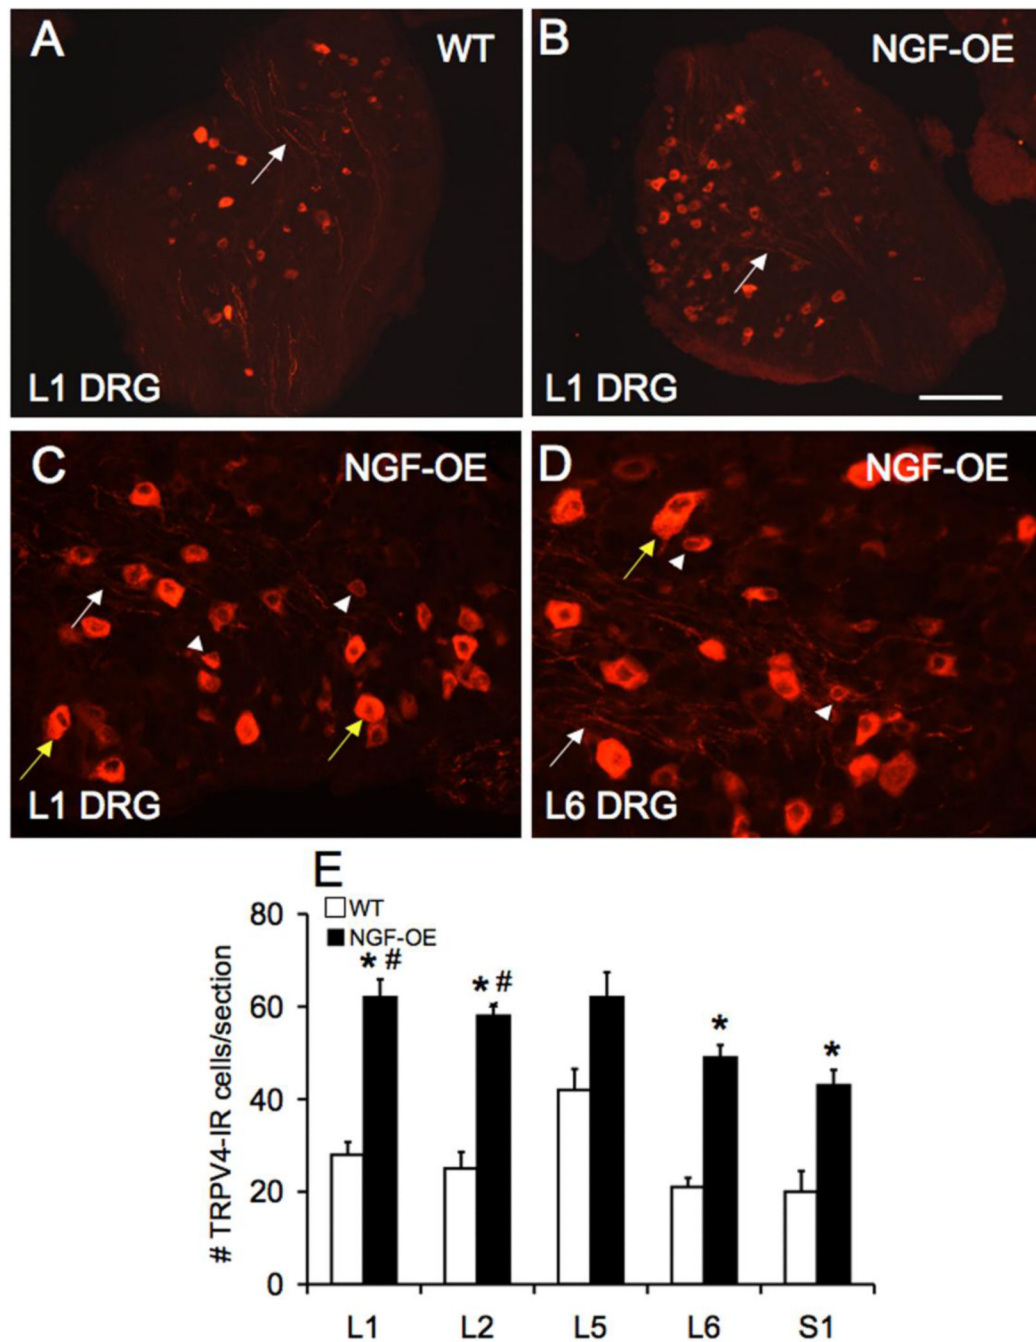 A
WT
L1 DRG
B
NGF-OE
L1 DRG
C
NGF-OE
L1 DRG
D
NGF-OE
L6 DRG
E
WT
NGF-OE
# TRPV4-IR cells/section
80
60
40
20
0
* #
* #
*
*
L1 L2 L5 L6 S1